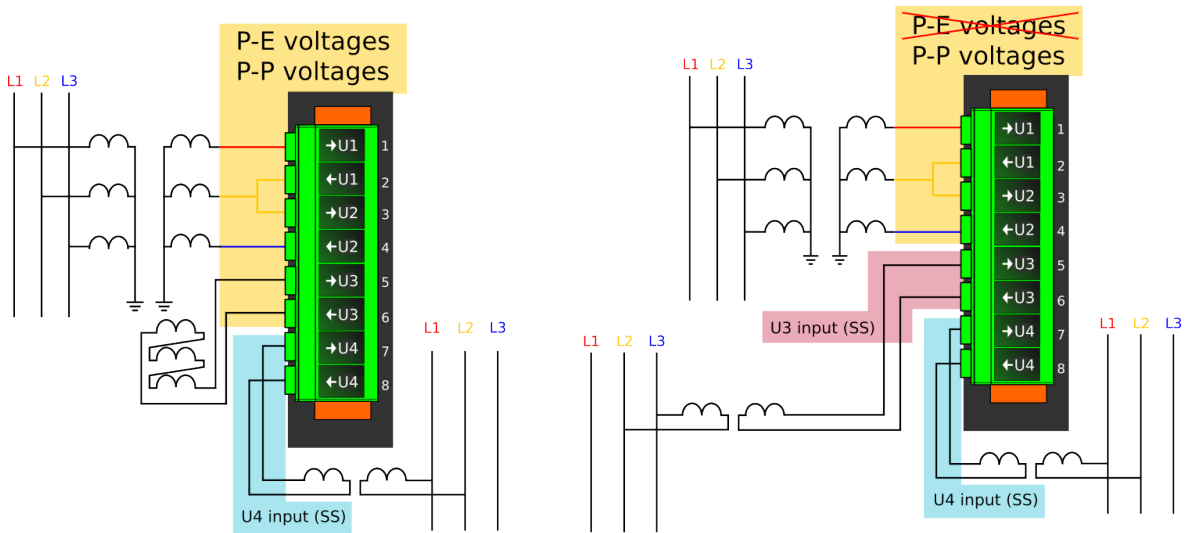 P-E voltages
P-P voltages
L1 L2 L3
→U1 1
←U1 2
→U2 3
←U2 4
→U3 5
←U3 6
→U4 7
←U4 8
L1 L2 L3
U4 input (SS)
P-E voltages
P-P voltages
L1 L2 L3
→U1 1
←U1 2
→U2 3
←U2 4
→U3 5
←U3 6
→U4 7
←U4 8
U3 input (SS)
L1 L2 L3
L1 L2 L3
U4 input (SS)